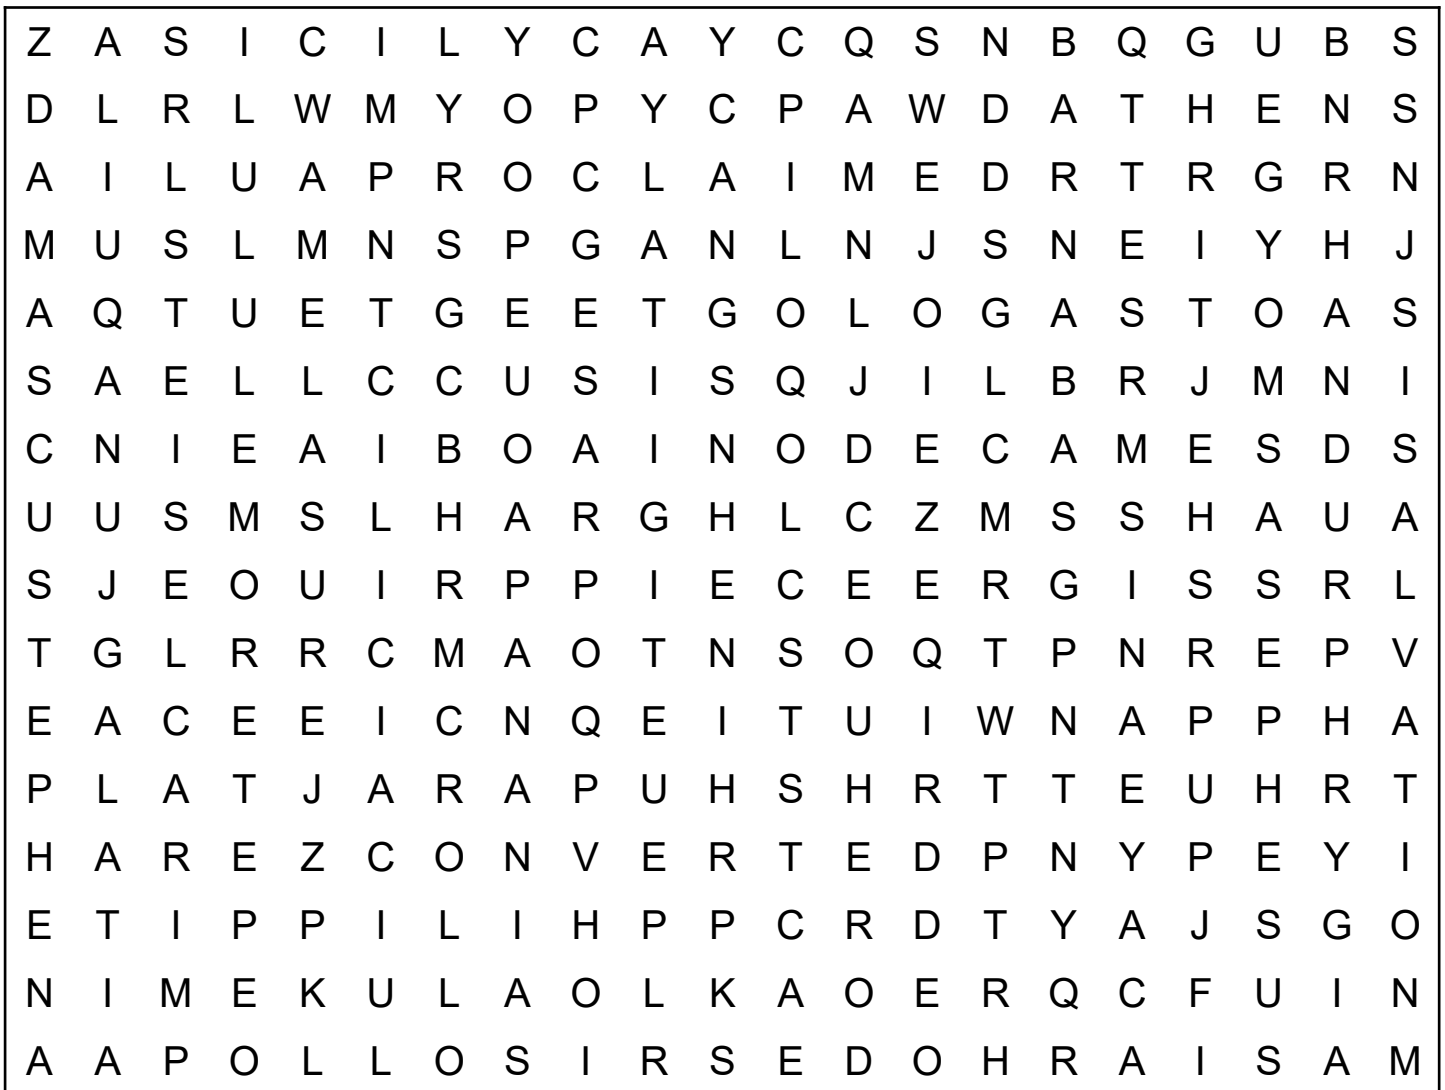 Z A S I C I L Y C A Y C Q S N B Q G U B S
D L R L W M Y O P Y C P A W D A T H E N S
A I L U A P R O C L A I M E D R T R G R N
M U S L M N S P G A N L N J S N E I Y H J
A Q T U E T G E E T G O L O G A S T O A S
S A E L L C C U S I S Q J I L B R J M N I
C N I E A I B O A I N O D E C A M E S D S
U U S M S L H A R G H L C Z M S S H A U A
S J E O U I R P P I E C E E R G I S S R L
T G L R R C M A O T N S O Q T P N R E P V
E A C E E I C N Q E I T U I W N A P P H A
P L A T J A R A P U H S H R T T E U H R T
H A R E Z C O N V E R T E D P N Y P E Y I
E T I P P I L I H P P C R D T Y A J S G O
N I M E K U L A O L K A O E R Q C F U I N
A A P O L L O S I R S E D O H R A I S A M